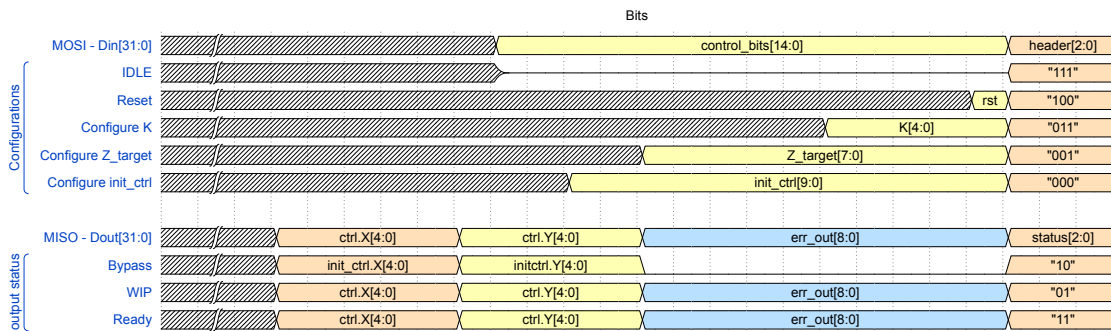 Bits
MOSI - Din[31:0] control_bits[14:0] header[2:0]
Configurations
IDLE "111"
Reset rst "100"
Configure K K[4:0] "011"
Configure Z_target Z_target[7:0] "001"
Configure init_ctrl init_ctrl[9:0] "000"
MISO - Dout[31:0] ctrl.X[4:0] ctrl.Y[4:0] err_out[8:0] status[2:0]
output status
Bypass init_ctrl.X[4:0] initctrl.Y[4:0] "10"
WIP ctrl.X[4:0] ctrl.Y[4:0] err_out[8:0] "01"
Ready ctrl.X[4:0] ctrl.Y[4:0] err_out[8:0] "11"